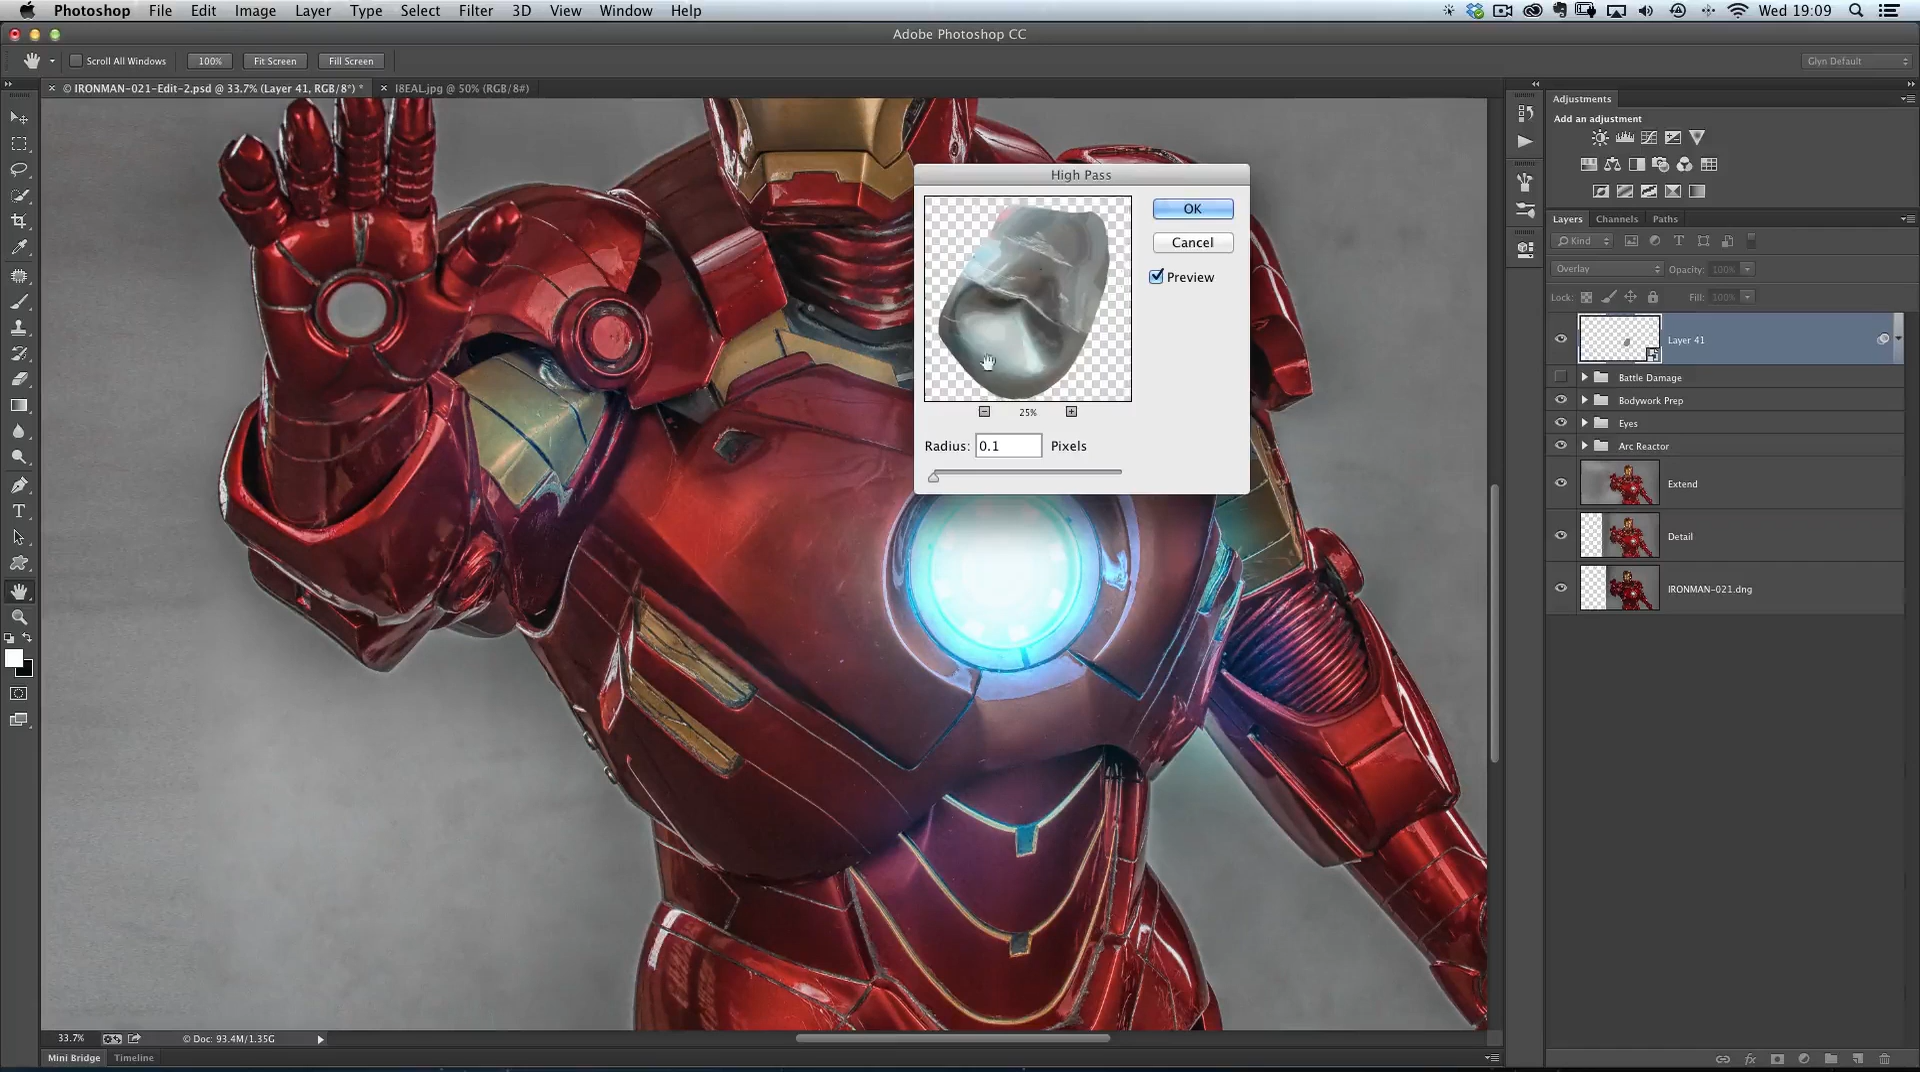 Photoshop File Edit Image Layer Type Select Filter 3D View Window Help Wed 19:09
Adobe Photoshop CC
Scroll All Windows 100% Fit Screen Fill Screen Glyn Default
© IRONMAN-021-Edit-2.psd @ 33.7% (Layer 41, RGB/8*) * I8EAL.jpg @ 50% (RGB/8#)
High Pass
OK
Cancel
Preview
25%
Radius: 0.1 Pixels
Adjustments
Add an adjustment
Layers Channels Paths
Kind
Overlay Opacity: 100%
Lock: Fill: 100%
Layer 41
Battle Damage
Bodywork Prep
Eyes
Arc Reactor
Extend
Detail
IRONMAN-021.dng
33.7% © Doc: 93.4M/1.35G
Mini Bridge Timeline